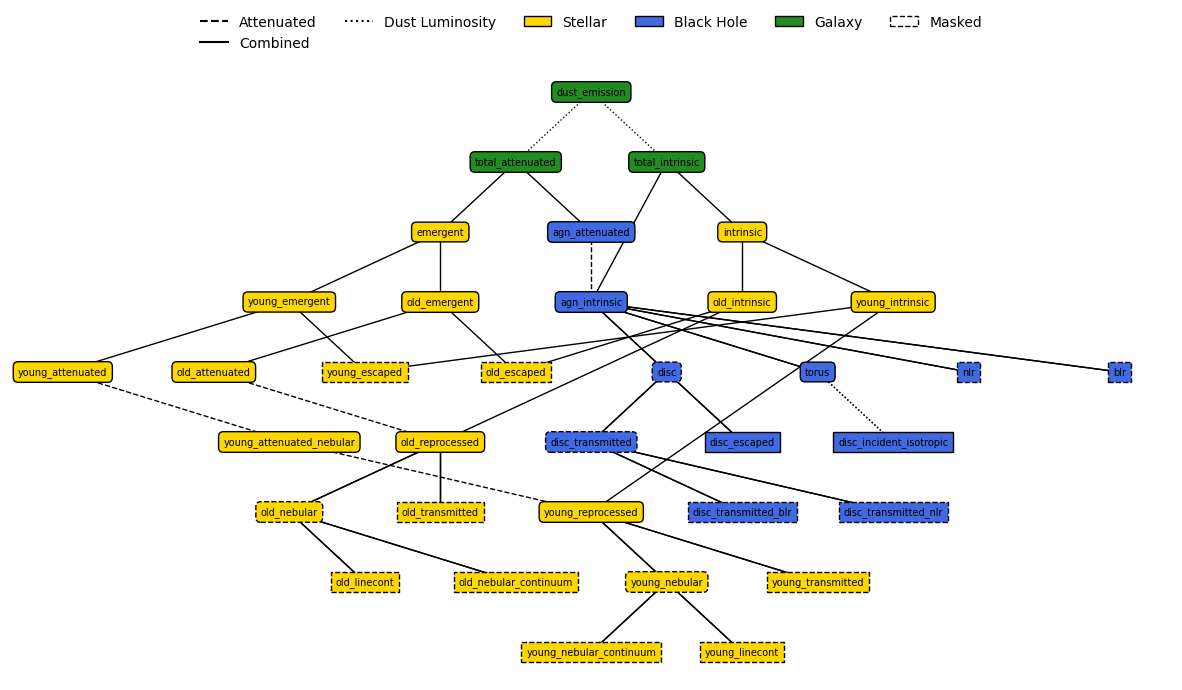 Attenuated Dust Luminosity Stellar Black Hole Galaxy Masked
Combined
dust_emission
total_attenuated total_intrinsic
emergent agn_attenuated intrinsic
young_emergent old_emergent agn_intrinsic old_intrinsic young_intrinsic
young_attenuated old_attenuated young_escaped old_escaped disc torus nlr blr
young_attenuated_nebular old_reprocessed disc_transmitted disc_escaped disc_incident_isotropic
old_nebular old_transmitted young_reprocessed disc_transmitted_blr disc_transmitted_nlr
old_linecont old_nebular_continuum young_nebular young_transmitted
young_nebular_continuum young_linecont